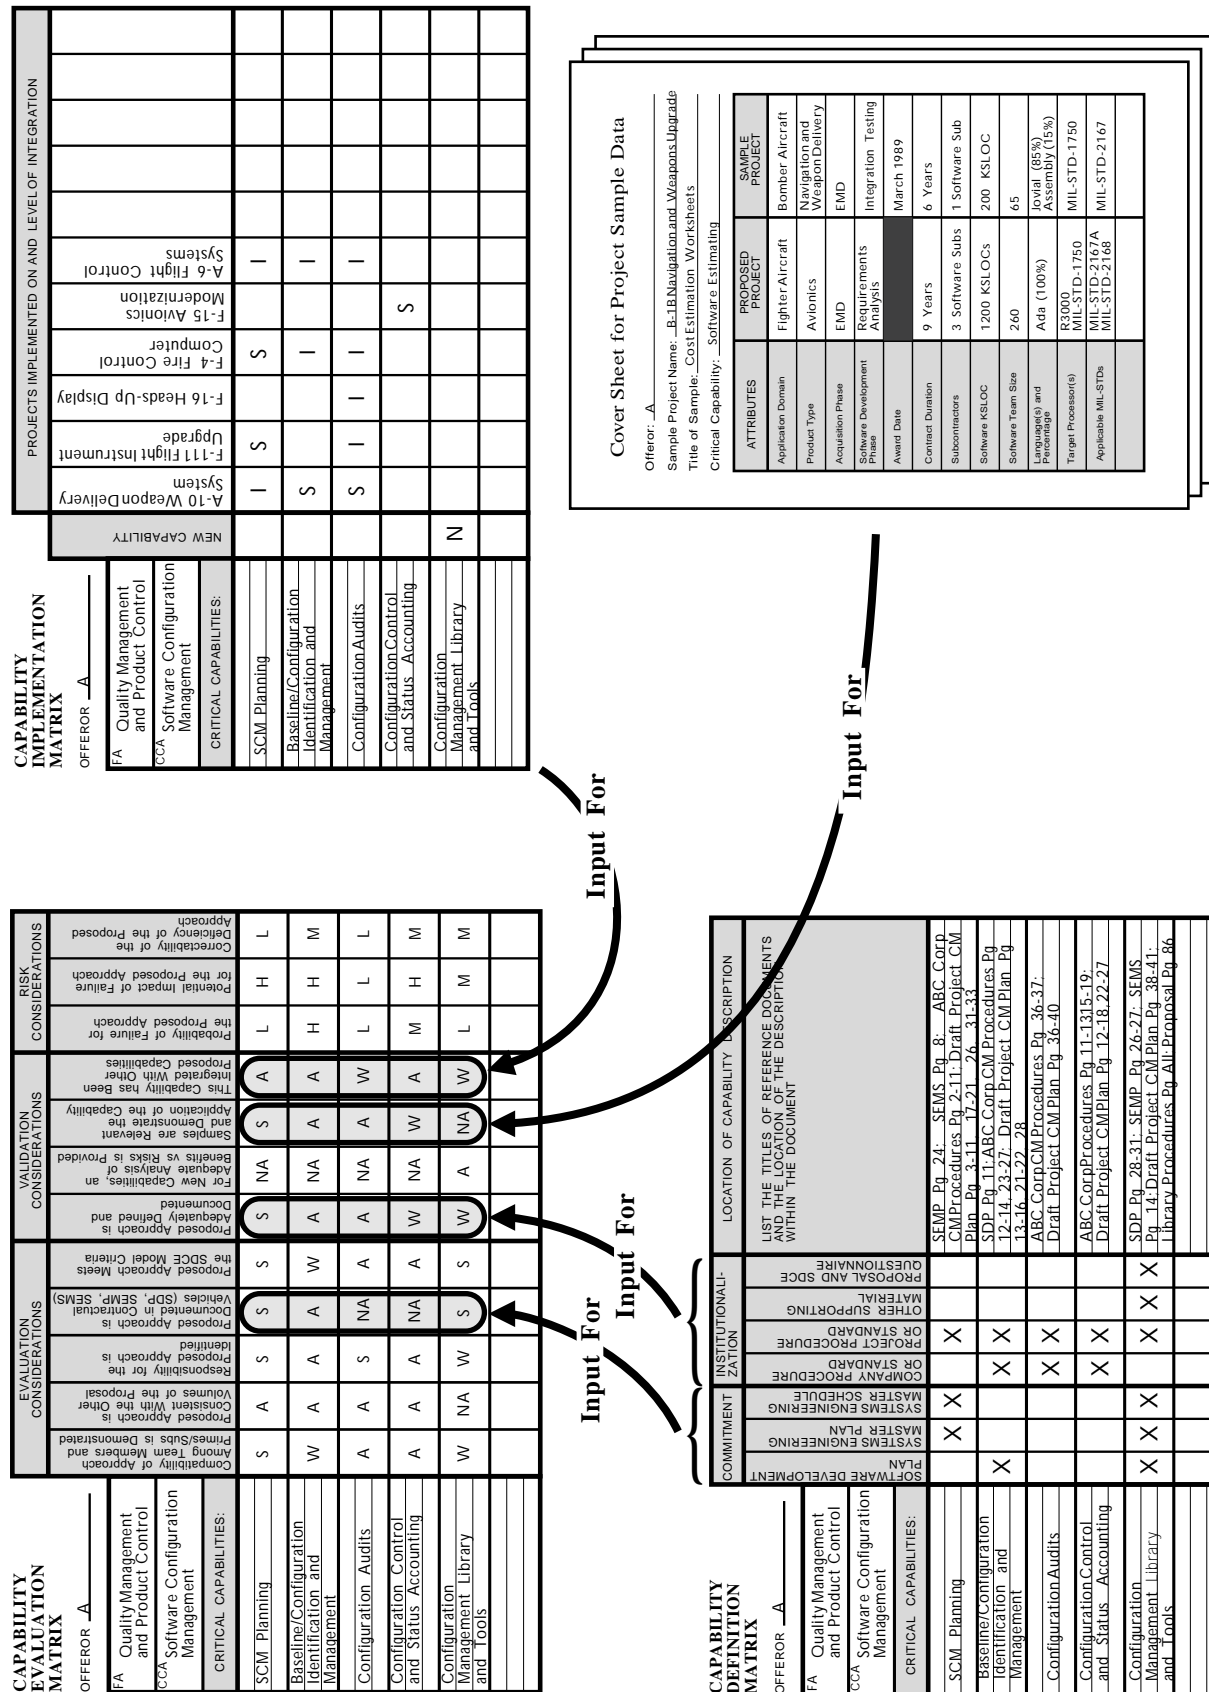 CAPABILITY
EVALUATION
MATRIX
OFFEROR A
FA Quality Management
and Product Control
CCA Software Configuration
Management
CRITICAL CAPABILITIES:
EVALUATION
CONSIDERATIONS
VALIDATION
CONSIDERATIONS
RISK
CONSIDERATIONS
Compatibility of Approach
Among Team Members and
Primes/Subs is Demonstrated
Proposed Approach is
Consistent With the Other
Volumes of the Proposal
Responsibility for the
Proposed Approach is
Identified
Proposed Approach is
Documented in Contractual
Vehicles (SDP, SEMP, SEMS)
Proposed Approach Meets
the SDCE Model Criteria
Proposed Approach is
Adequately Defined and
Documented
For New Capabilities, an
Adequate Analysis of
Benefits vs Risks is Provided
Samples are Relevant
and Demonstrate the
Application of the Capability
This Capability has Been
Integrated With Other
Proposed Capabilities
Probability of Failure for
the Proposed Approach
Potential Impact of Failure
for the Proposed Approach
Correctability of the
Deficiency of the Proposed
Approach
SCM Planning S A S S S S NA S A L H L
Baseline/Configuration
Identification and
Management
W A A A W A NA A A H H M
Configuration Audits A A S NA A A NA A W L L L
Configuration Control
and Status Accounting
A A A NA A W NA W A M H M
Configuration
Management Library
and Tools
W NA W S S W A NA W L M M
CAPABILITY
IMPLEMENTATION
MATRIX
OFFEROR A
FA Quality Management
and Product Control
CCA Software Configuration
Management
CRITICAL CAPABILITIES:
PROJECTS IMPLEMENTED ON AND LEVEL OF INTEGRATION
NEW CAPABILITY
A-10 Weapon Delivery
System
F-111 Flight Instrument
Upgrade
F-16 Heads-Up Display
F-4 Fire Control
Computer
F-15 Avionics
Modernization
A-6 Flight Control
Systems
SCM Planning I S S I
Baseline/Configuration
Identification and
Management
S I I
Configuration Audits S I I I I
Configuration Control
and Status Accounting
S
Configuration
Management Library
and Tools
N
Input For
Input For
Input For
Input For
CAPABILITY
DEFINITION
MATRIX
OFFEROR A
FA Quality Management
and Product Control
CCA Software Configuration
Management
CRITICAL CAPABILITIES:
COMMITMENT
INSTITUTIONALI-
ZATION
LOCATION OF CAPABILITY DESCRIPTION
SOFTWARE DEVELOPMENT
PLAN
SYSTEMS ENGINEERING
MASTER PLAN
SYSTEMS ENGINEERING
MASTER SCHEDULE
COMPANY PROCEDURE
OR STANDARD
PROJECT PROCEDURE
OR STANDARD
OTHER SUPPORTING
MATERIAL
PROPOSAL AND SDCE
QUESTIONNAIRE
LIST THE TITLES OF REFERENCE DOCUMENTS
AND THE LOCATION OF THE DESCRIPTION
WITHIN THE DOCUMENT
SCM Planning X X X
SEMP Pg 24; SEMS Pg 8; ABC Corp
CM Procedures Pg 2-11; Draft Project CM
Plan Pg 3-11, 17-21, 26, 31-33
Baseline/Configuration
Identification and
Management
X X X
SDP Pg 11; ABC Corp CM Procedures Pg
12-14, 23-27; Draft Project CM Plan Pg
13-16, 21-22, 28
Configuration Audits X X
ABC Corp CM Procedures Pg 36-37;
Draft Project CM Plan Pg 36-40
Configuration Control
and Status Accounting
X X
ABC Corp Procedures Pg 11-13 15-19;
Draft Project CM Plan Pg 12-18, 22-27
Configuration
Management Library
and Tools
X X X X X X
SDP Pg 28-31; SEMP Pg 26-27; SEMS
Pg 14; Draft Project CM Plan Pg 38-41;
Library Procedures Pg All; Proposal Pg 86
Cover Sheet for Project Sample Data
Offeror: A
Sample Project Name: B-1B Navigation and Weapons Upgrade
Title of Sample: Cost Estimation Worksheets
Critical Capability: Software Estimating
ATTRIBUTES
PROPOSED
PROJECT
SAMPLE
PROJECT
Application Domain Fighter Aircraft Bomber Aircraft
Product Type Avionics Navigation and
Weapon Delivery
Acquisition Phase EMD EMD
Software Development
Phase
Requirements
Analysis
Integration Testing
Award Date March 1989
Contract Duration 9 Years 6 Years
Subcontractors 3 Software Subs 1 Software Sub
Software KSLOC 1200 KSLOCs 200 KSLOC
Software Team Size 260 65
Language(s) and
Percentage
Ada (100%)
Jovial (85%)
Assembly (15%)
Target Processor(s)
R3000
MIL-STD-1750
MIL-STD-1750
Applicable MIL-STDs
MIL-STD-2167A
MIL-STD-2168
MIL-STD-2167